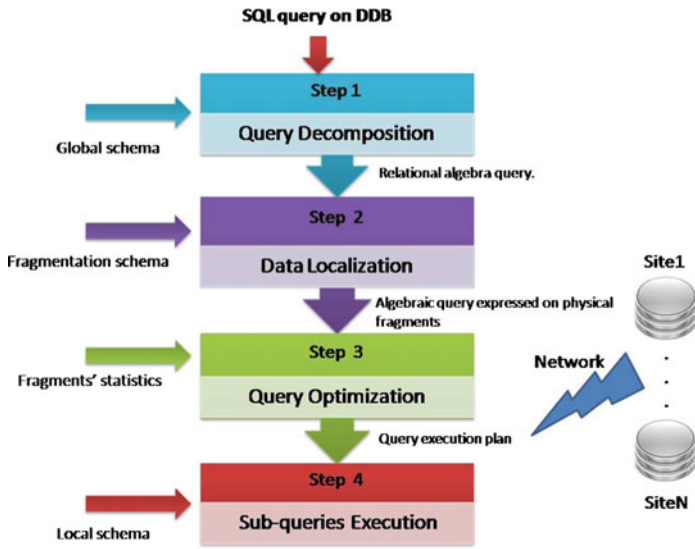 SQL query on DDB
Step 1
Query Decomposition
Global schema
Relational algebra query.
Step 2
Data Localization
Fragmentation schema
Algebraic query expressed on physical
fragments
Step 3
Query Optimization
Fragments' statistics
Query execution plan
Step 4
Sub-queries Execution
Local schema
Site1
.
.
.
Network
SiteN